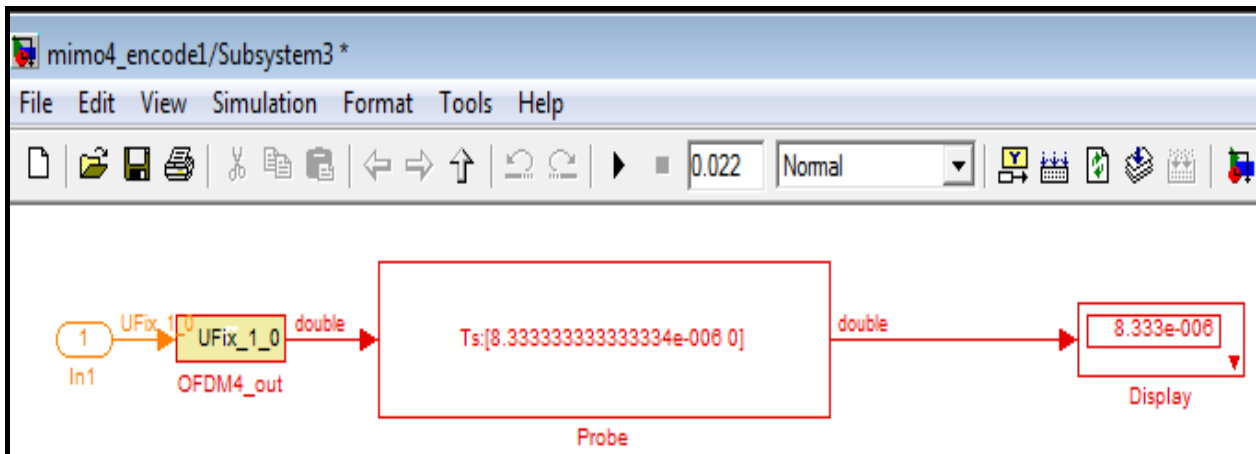 mimo4_encode1/Subsystem3 *
File Edit View Simulation Format Tools Help
0.022 Normal
1 UFix_1_0 UFix_1_0 double Ts:[8.333333333333334e-006 0] double 8.333e-006
In1 OFDM4_out Probe Display